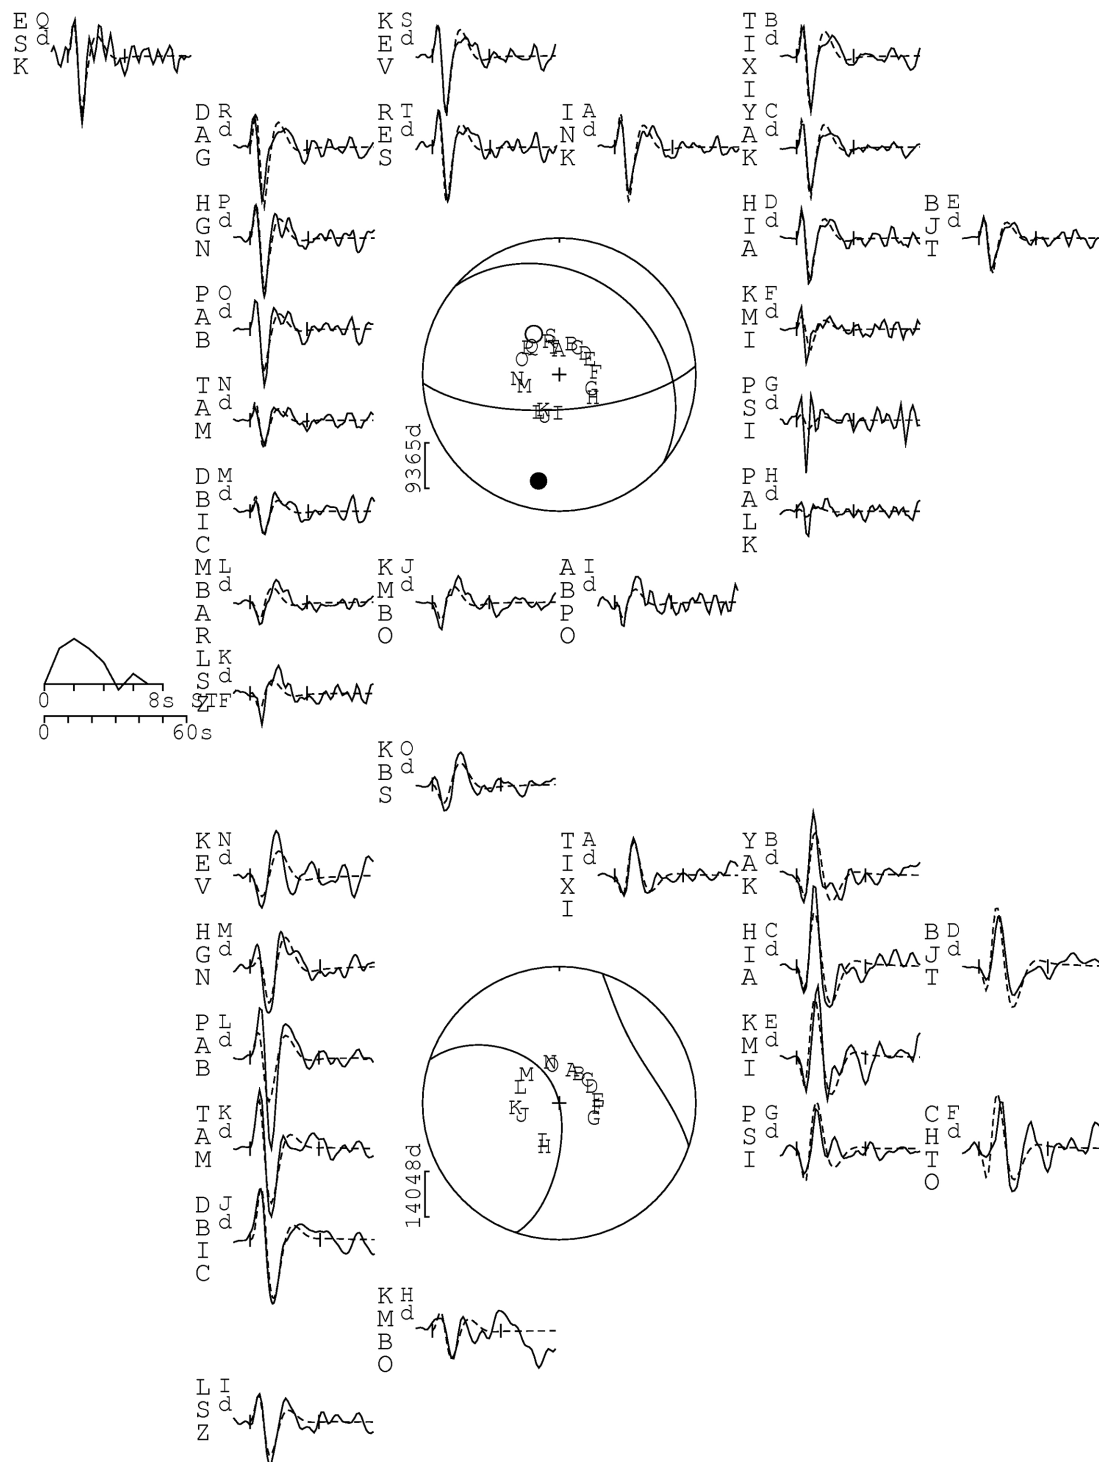 ESK Q d
KEV S d
TIXI B d
DAG R d
RES T d
INK A d
YAK C d
HGN P d
HIA D d
BJT E d
PAB O d
KMI F d
TAM N d
PSI G d
9365d
DBIC M d
PALK H d
MBAR L d
KMBO J d
ABPO I d
LSZ K d
0 8s STF
0 60s
KBS O d
KEV N d
TIXI A d
YAK B d
HGN M d
HIA C d
BJT D d
PAB L d
KMI E d
TAM K d
PSI G d
CHTO F d
14048d
DBIC J d
KMBO H d
LSZ I d